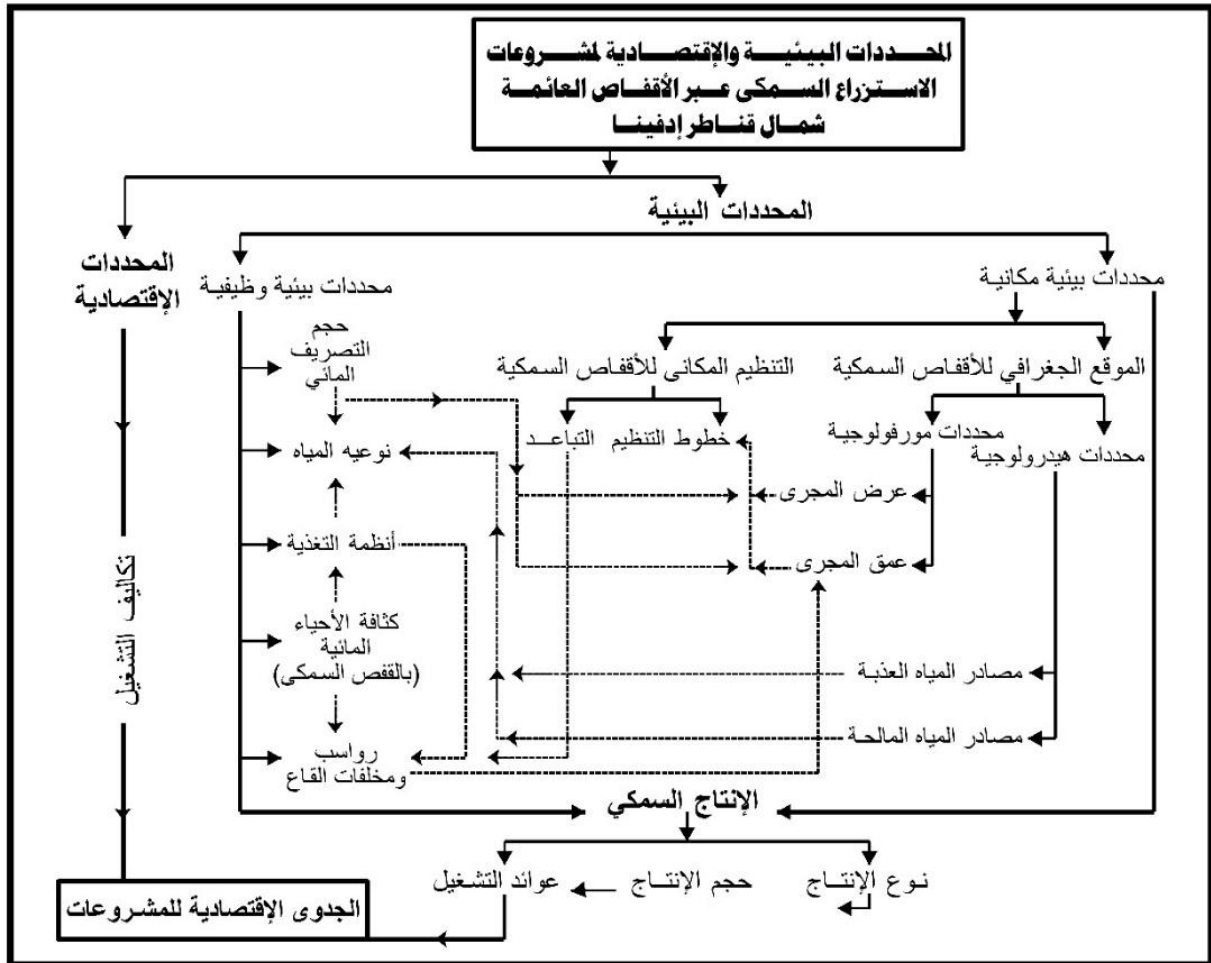 المحددات البيئية والإقتصادية لمشروعات
الاستزراع السمكى عبر الأقفاص العائمة
شمال قناطر إدفينا
المحددات البيئية
المحددات
الإقتصادية
محددات بيئية مكانية
محددات بيئية وظيفية
الموقع الجغرافي للأقفاص السمكية
التنظيم المكانى للأقفاص السمكية
حجم
التصريف
المائي
محددات مورفولوجية
محددات هيدرولوجية
خطوط التنظيم
التباعد
نوعيه المياه
عرض المجرى
عمق المجرى
أنظمة التغذية
كثافة الأحياء
المائية
(بالقفص السمكى)
مصادر المياه العذبة
مصادر المياه المالحة
رواسب
ومخلفات القاع
تكاليف التشغيل
الإنتاج السمكي
نوع الإنتاج
حجم الإنتاج
عوائد التشغيل
الجدوى الإقتصادية للمشروعات